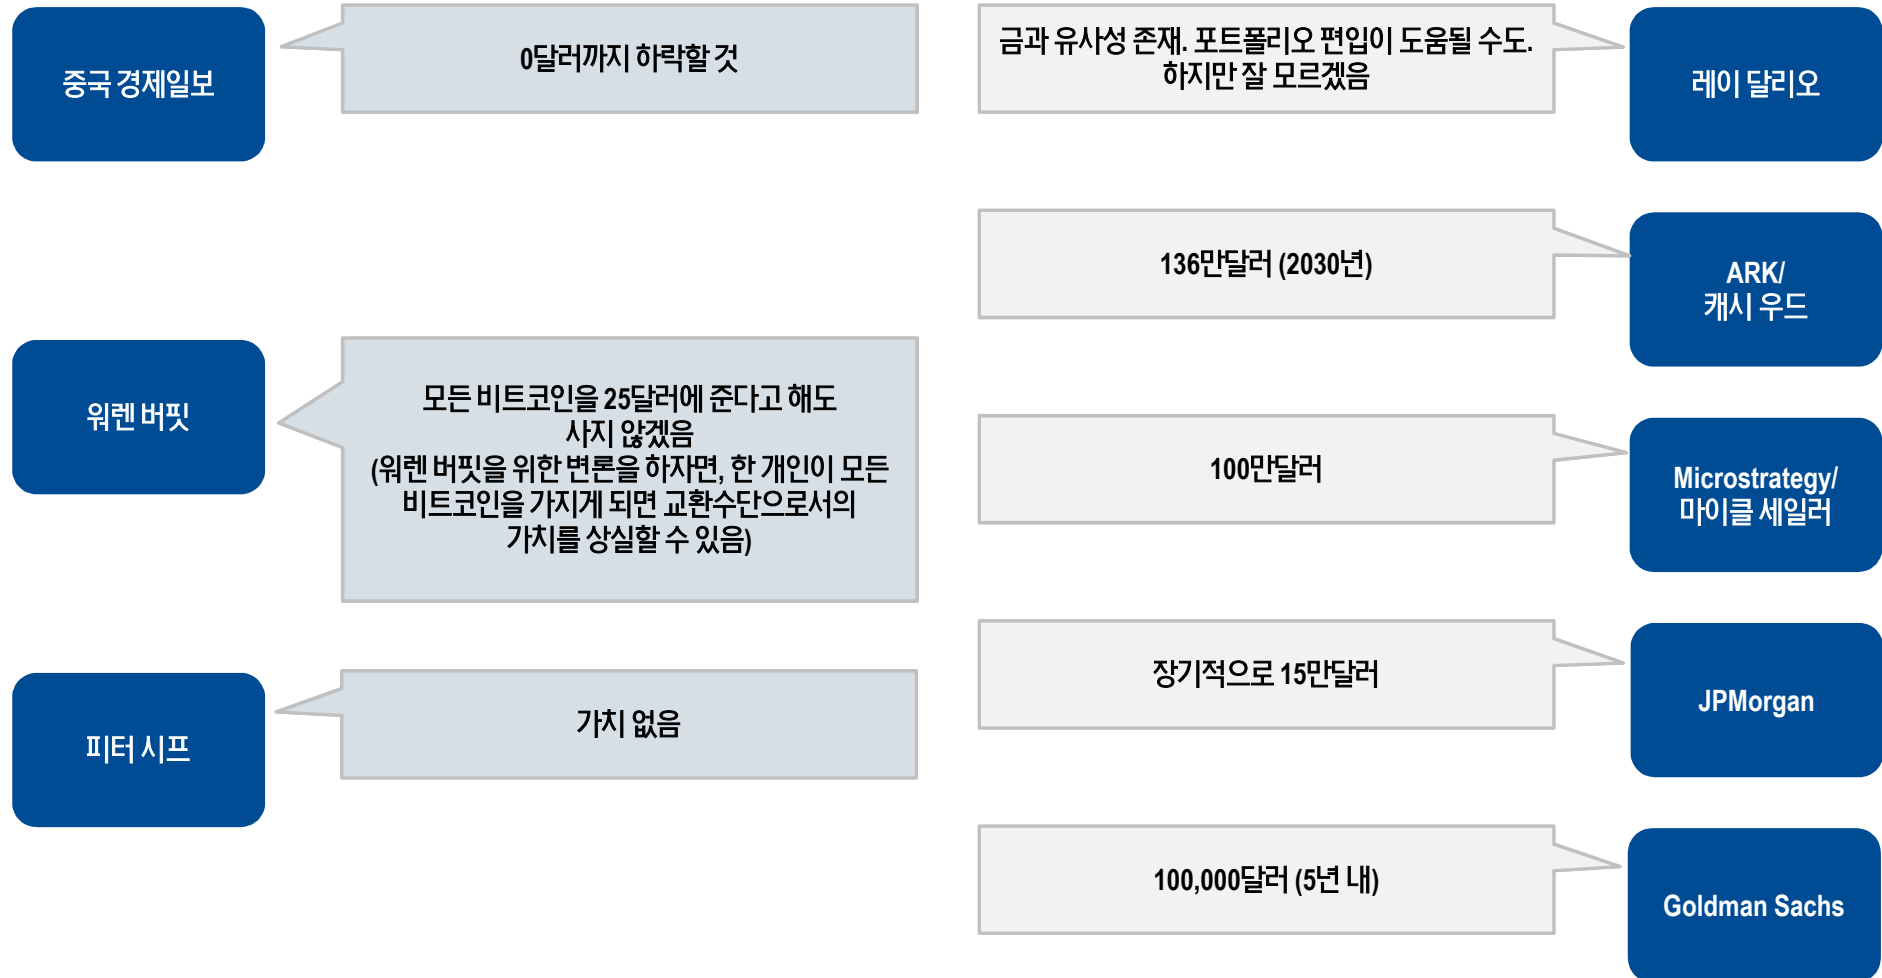 중국 경제일보
0달러까지 하락할 것
워렌 버핏
모든 비트코인을 25달러에 준다고 해도
사지 않겠음
(워렌 버핏을 위한 변론을 하자면, 한 개인이 모든
비트코인을 가지게 되면 교환수단으로서의
가치를 상실할 수 있음)
피터 시프
가치 없음
금과 유사성 존재. 포트폴리오 편입이 도움될 수도.
하지만 잘 모르겠음
레이 달리오
136만달러 (2030년)
ARK/
캐시 우드
100만달러
Microstrategy/
마이클 세일러
장기적으로 15만달러
JPMorgan
100,000달러 (5년 내)
Goldman Sachs